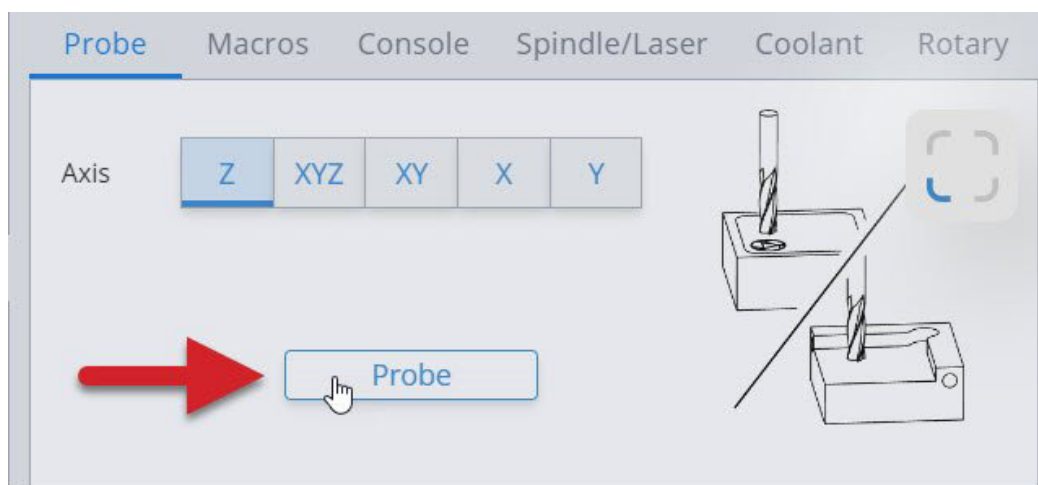 Probe Macros Console Spindle/Laser Coolant Rotary
Axis Z XYZ XY X Y
Probe